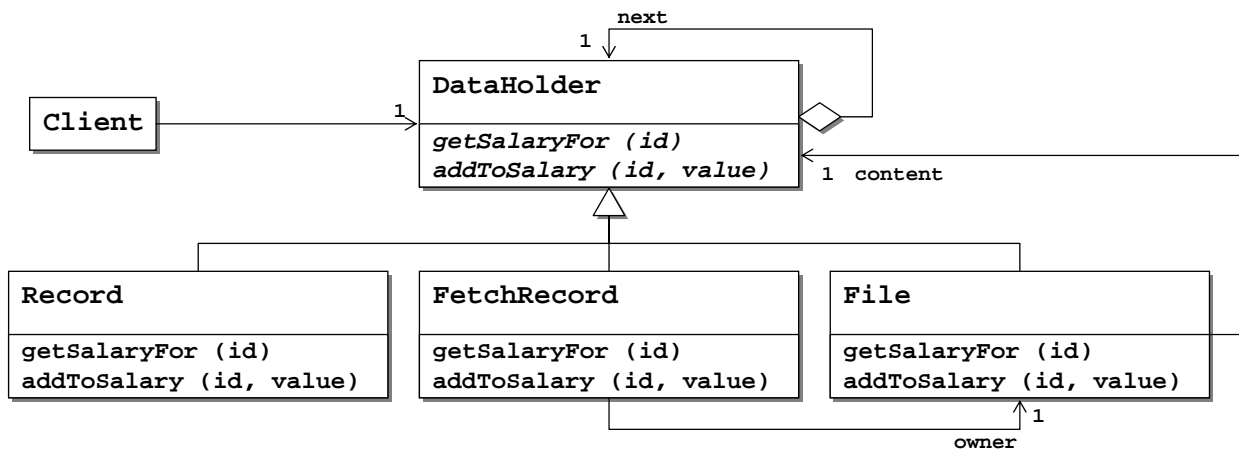 next
1
DataHolder
Client
1
getSalaryFor (id)
addToSalary (id, value)
1 content
Record
FetchRecord
File
getSalaryFor (id)
addToSalary (id, value)
getSalaryFor (id)
addToSalary (id, value)
getSalaryFor (id)
addToSalary (id, value)
1
owner